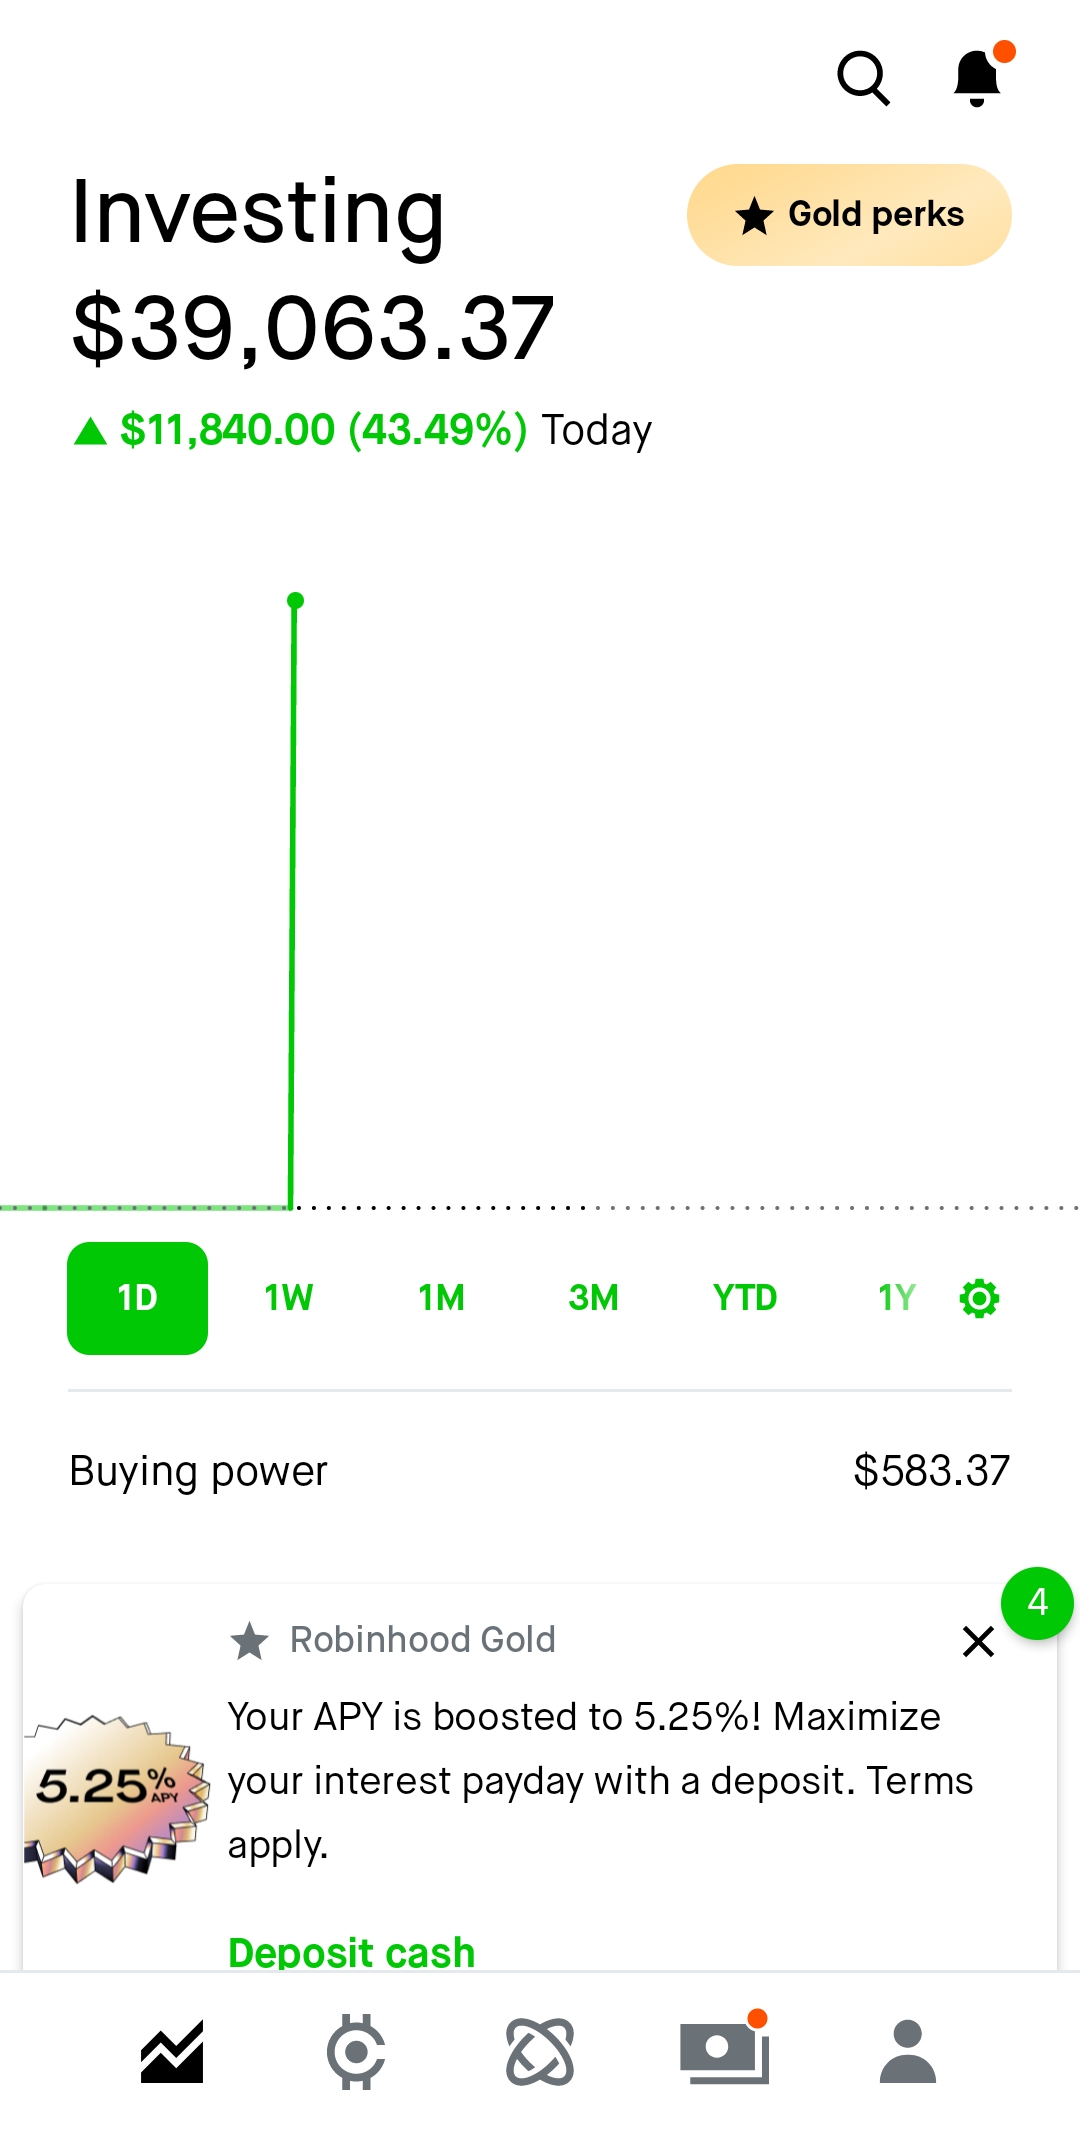 Investing
Gold perks
$39,063.37
$11,840.00 (43.49%) Today
1D 1W 1M 3M YTD 1Y
Buying power $583.37
4
Robinhood Gold
Your APY is boosted to 5.25%! Maximize
your interest payday with a deposit. Terms
apply.
5.25% APY
Deposit cash